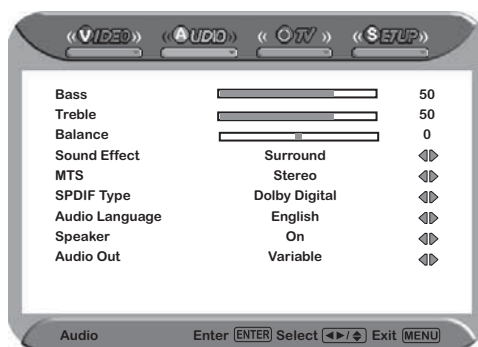 VIDEO AUDIO TV SETUP
Bass 50
Treble 50
Balance 0
Sound Effect Surround
MTS Stereo
SPDIF Type Dolby Digital
Audio Language English
Speaker On
Audio Out Variable
Audio Enter ENTER Select ◄►/◆ Exit MENU